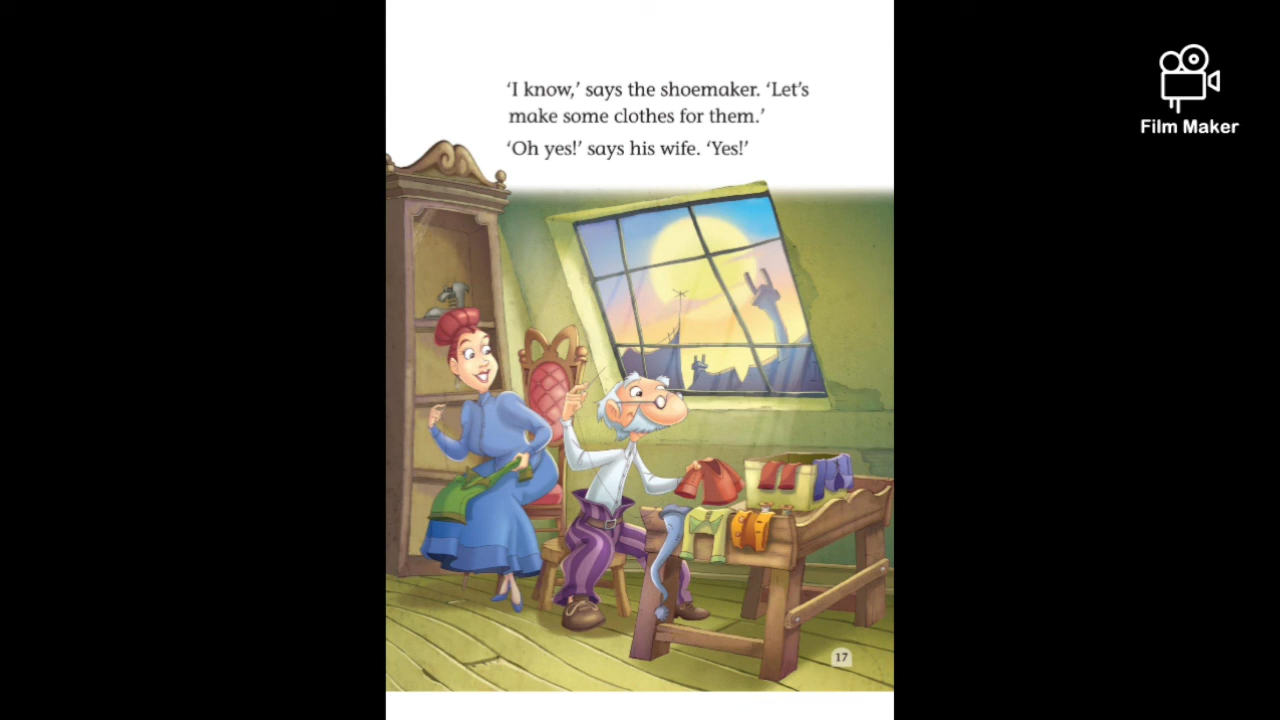 ‘I know,’ says the shoemaker. ‘Let’s
make some clothes for them.’
‘Oh yes!’ says his wife. ‘Yes!’
Film Maker
17